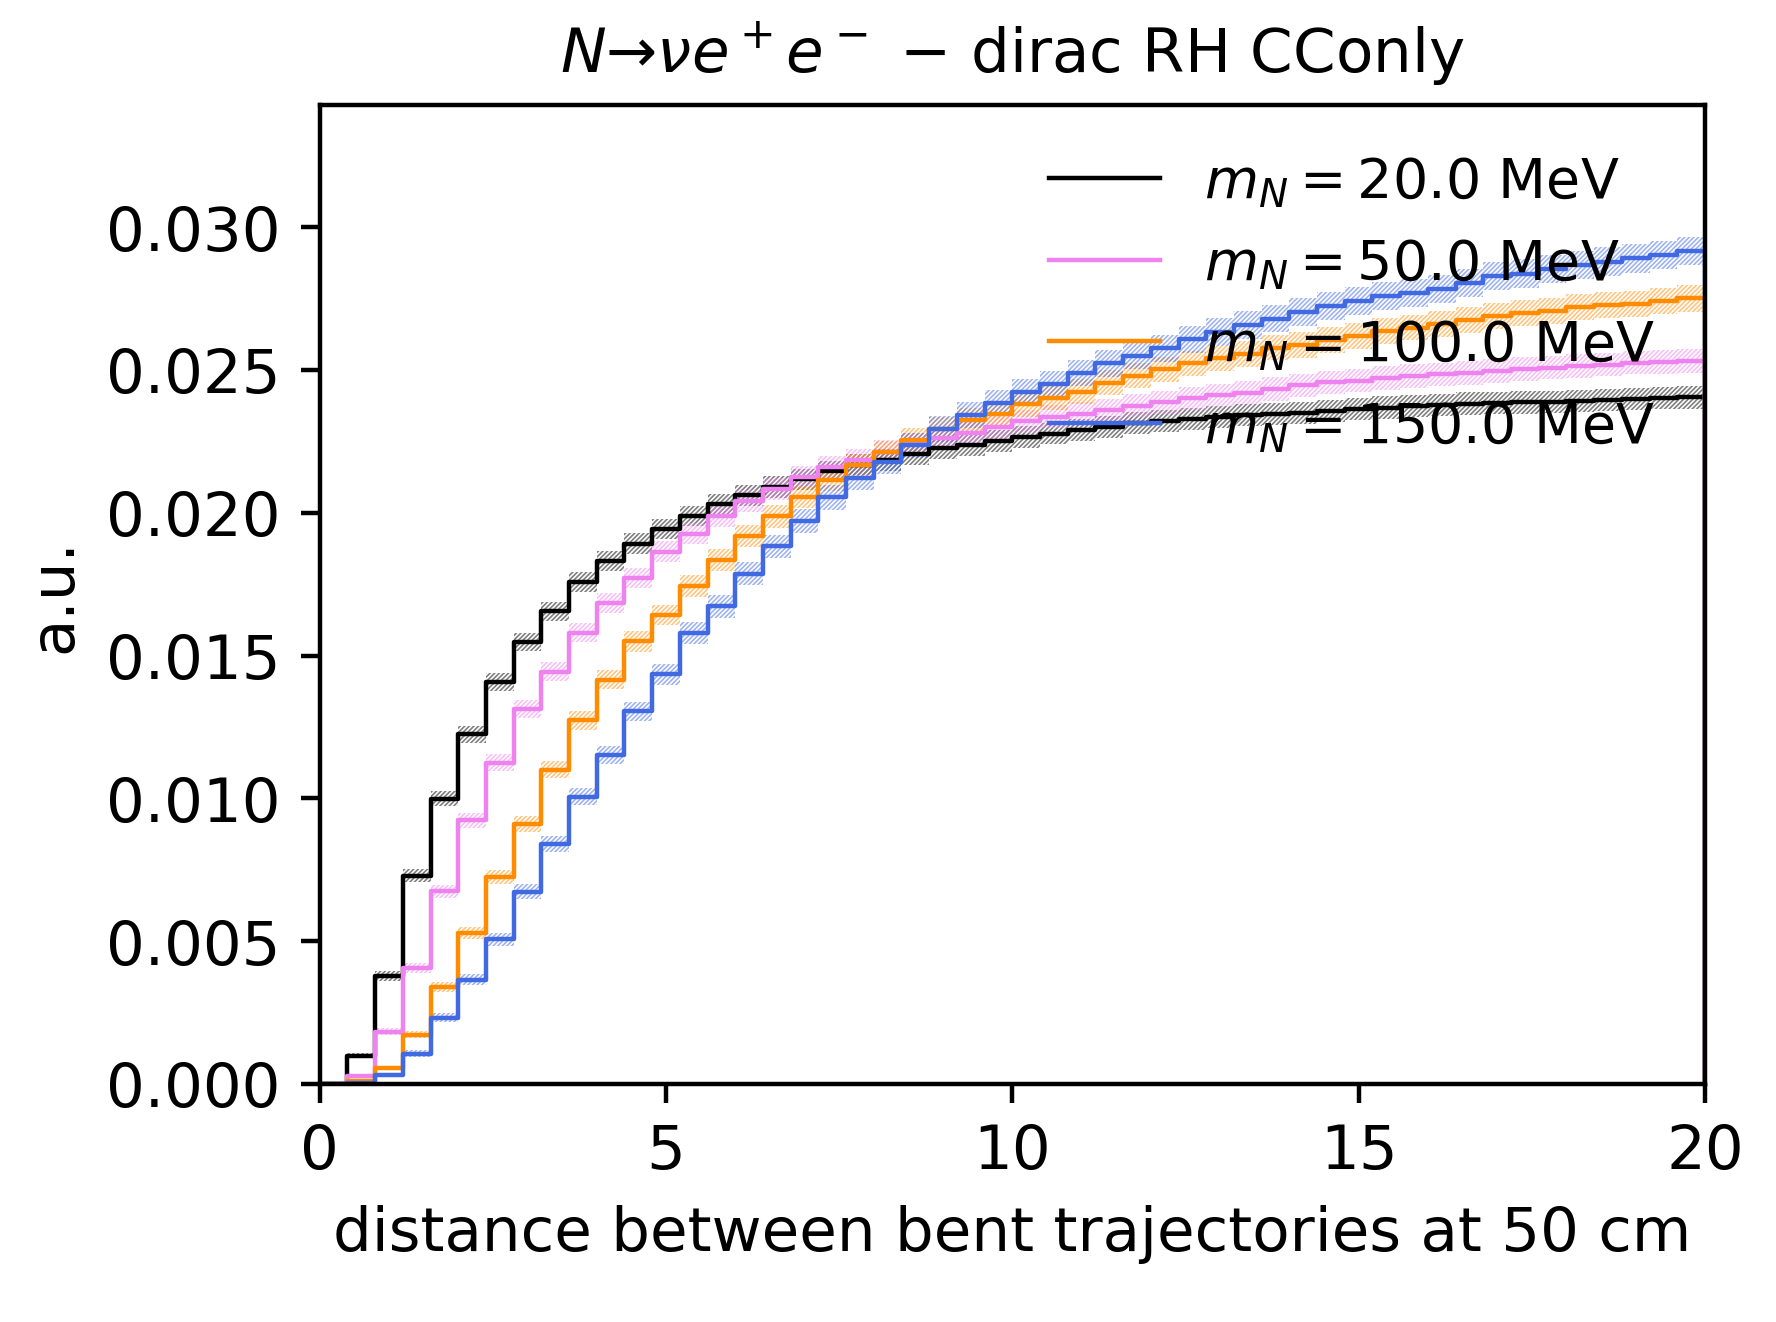 N→νe⁺e⁻ − dirac RH CConly
m_N = 20.0 MeV
m_N = 50.0 MeV
m_N = 100.0 MeV
m_N = 150.0 MeV
a.u.
0.030
0.025
0.020
0.015
0.010
0.005
0.000
0 5 10 15 20
distance between bent trajectories at 50 cm